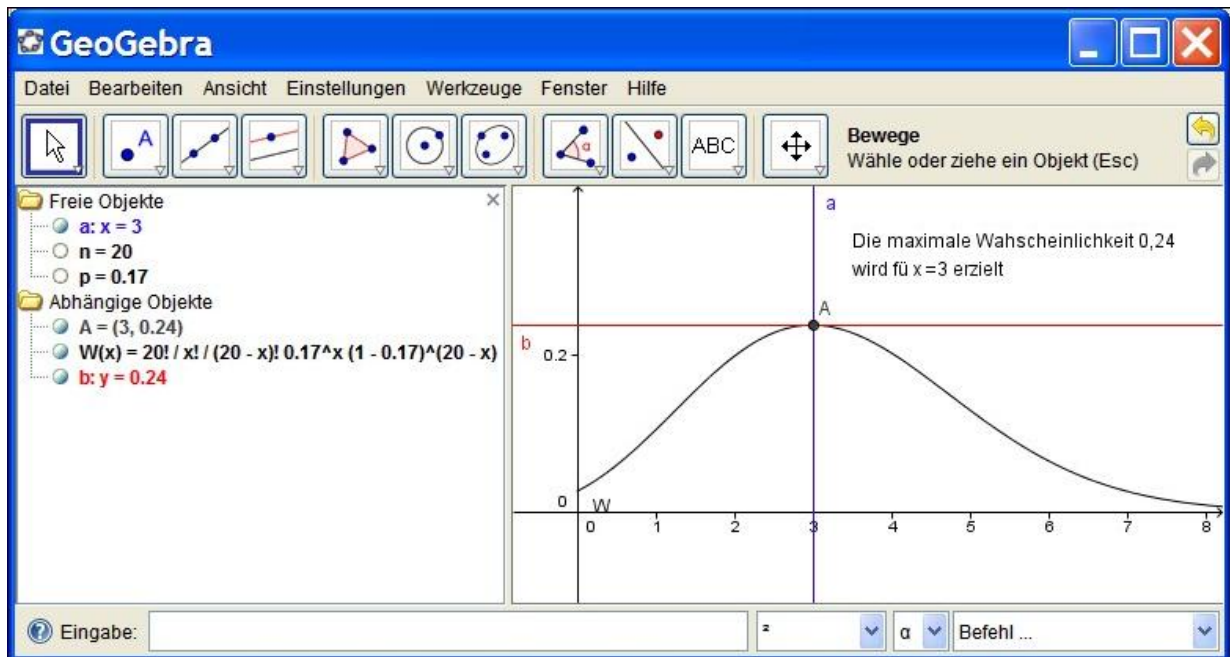 GeoGebra
Datei Bearbeiten Ansicht Einstellungen Werkzeuge Fenster Hilfe
A
α
ABC
Bewege
Wähle oder ziehe ein Objekt (Esc)
Freie Objekte
a: x = 3
n = 20
p = 0.17
Abhängige Objekte
A = (3, 0.24)
W(x) = 20! / x! / (20 - x)! 0.17^x (1 - 0.17)^(20 - x)
b: y = 0.24
a
Die maximale Wahscheinlichkeit 0,24
wird fü x=3 erzielt
A
b
0.2
0
W
0 1 2 3 4 5 6 7 8
Eingabe:
²
α
Befehl ...